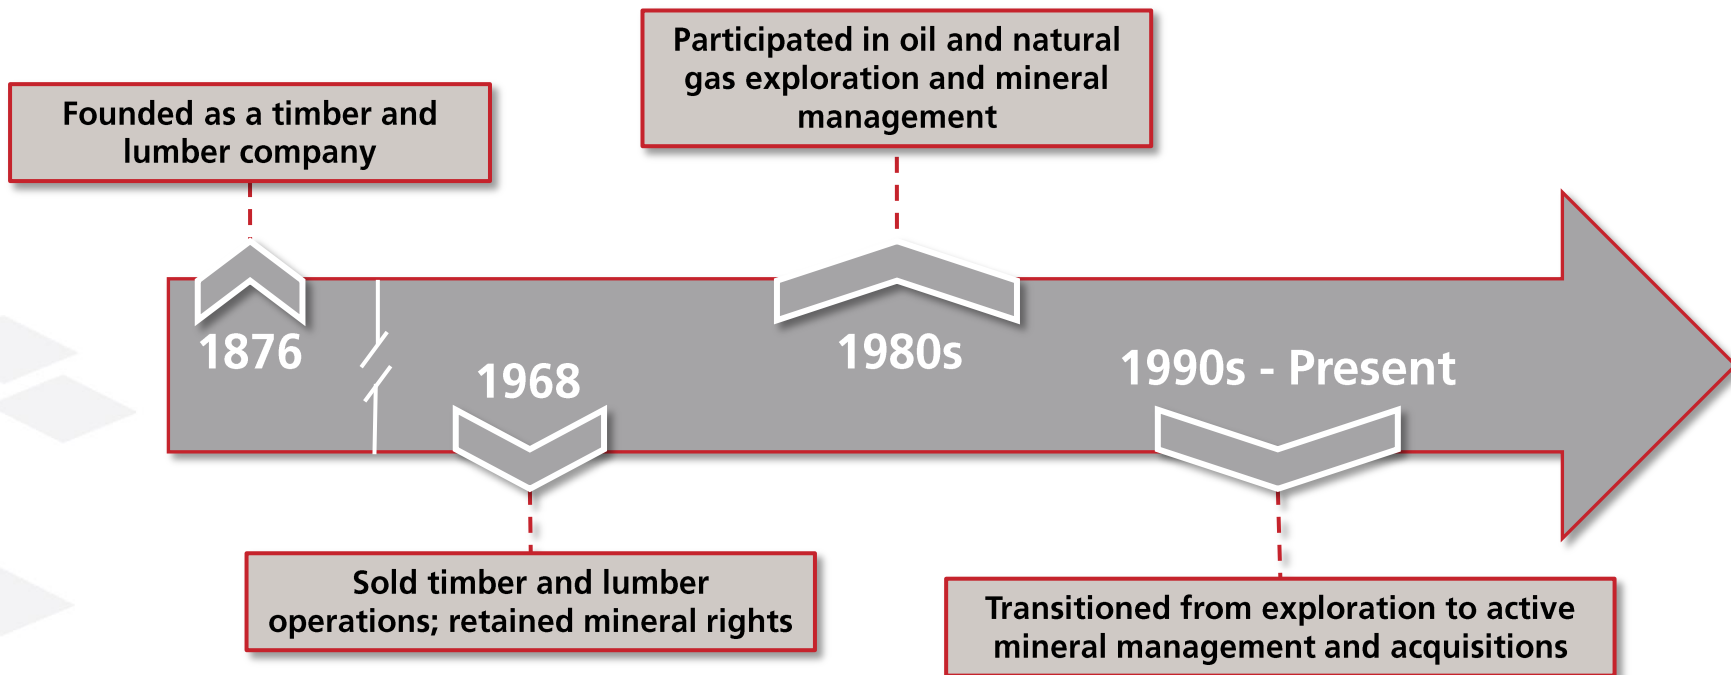 Participated in oil and natural
gas exploration and mineral
management
Founded as a timber and
lumber company
1876
1968
1980s
1990s - Present
Sold timber and lumber
operations; retained mineral rights
Transitioned from exploration to active
mineral management and acquisitions